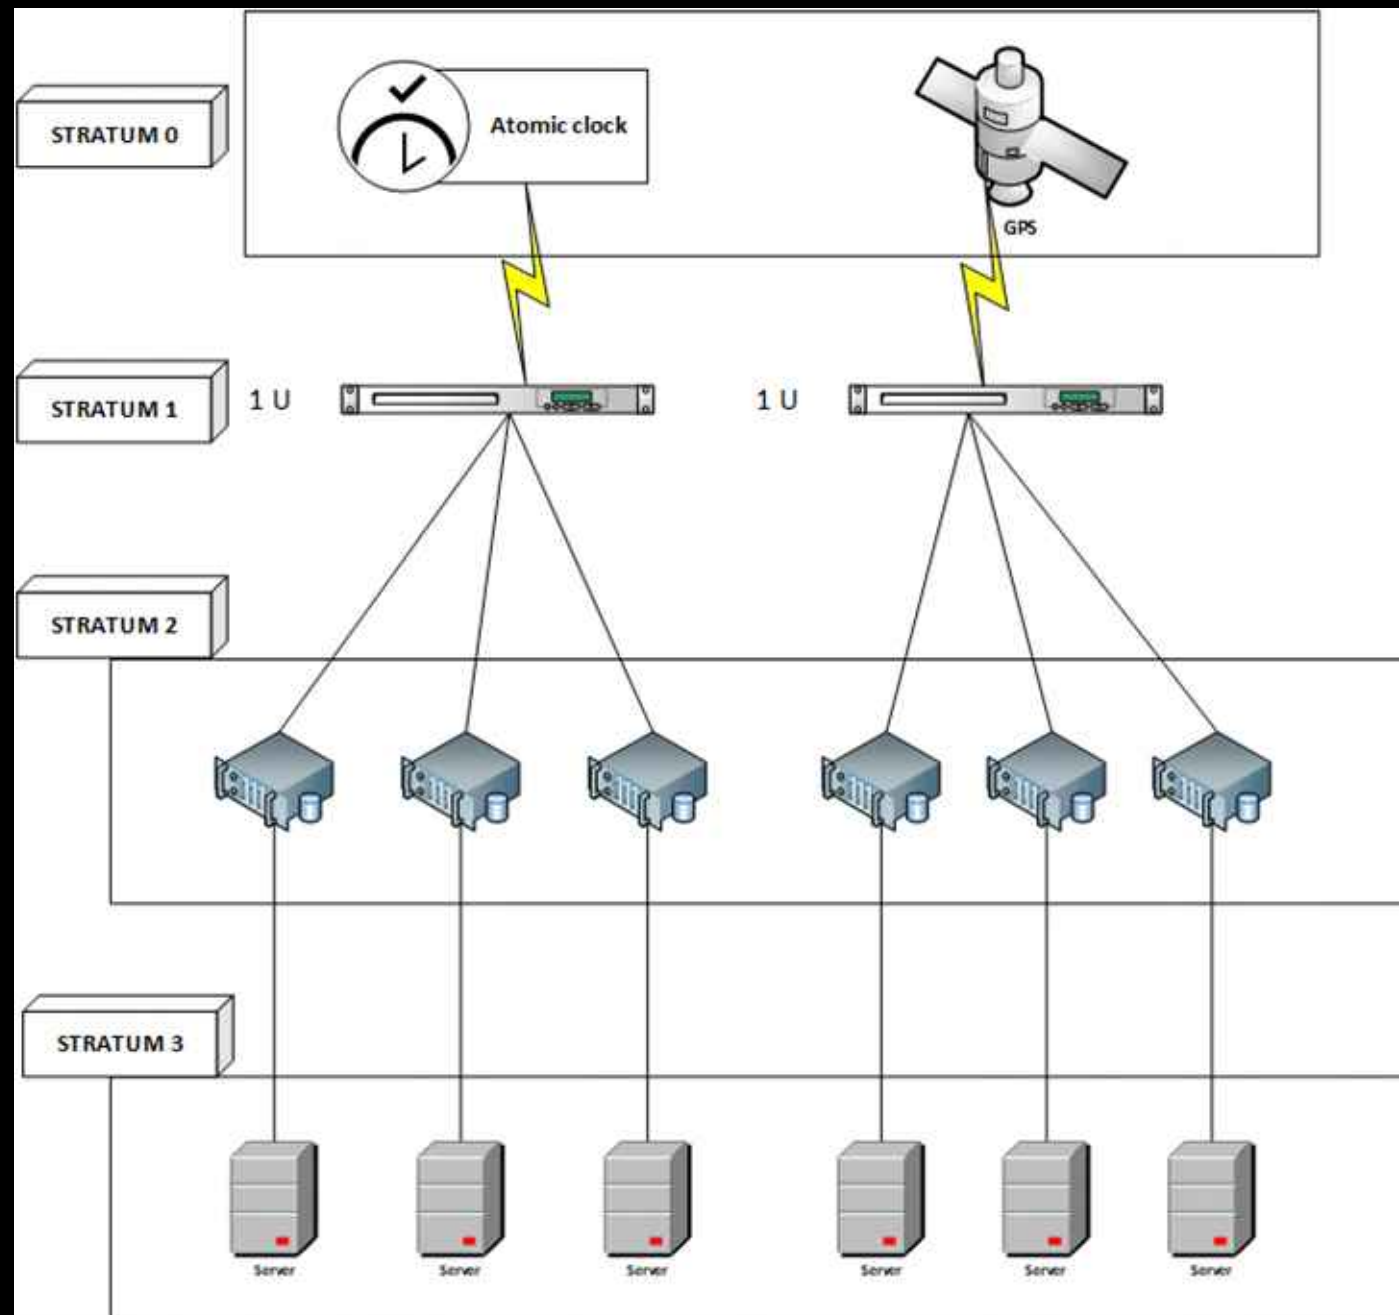 STRATUM 0
Atomic clock
GPS
STRATUM 1
1 U
1 U
STRATUM 2
STRATUM 3
Server
Server
Server
Server
Server
Server